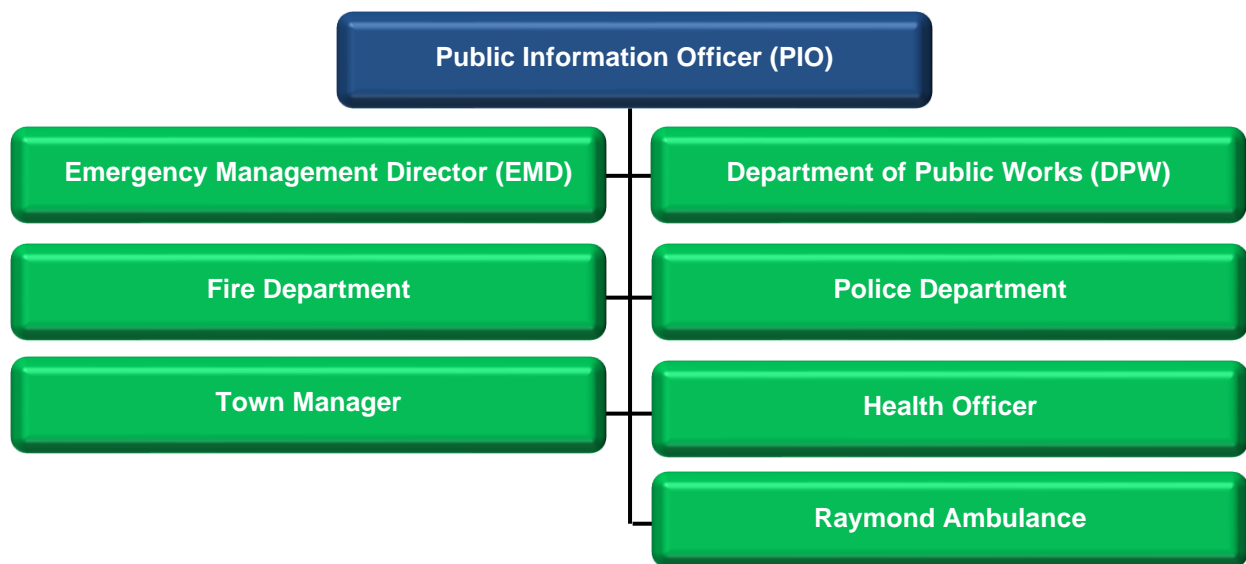 Public Information Officer (PIO)
Emergency Management Director (EMD)
Department of Public Works (DPW)
Fire Department
Police Department
Town Manager
Health Officer
Raymond Ambulance